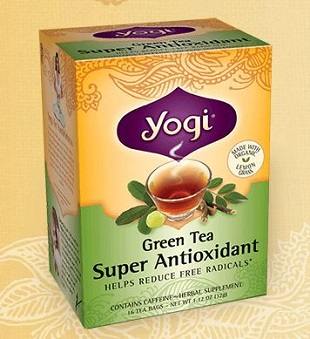 Yogi®
MADE WITH
ORGANIC
LEMON
GRASS
Green Tea
Super Antioxidant
HELPS REDUCE FREE RADICALS*
CONTAINS CAFFEINE – HERBAL SUPPLEMENT
16 TEA BAGS – NET WT. 1.12 OZ (32g)